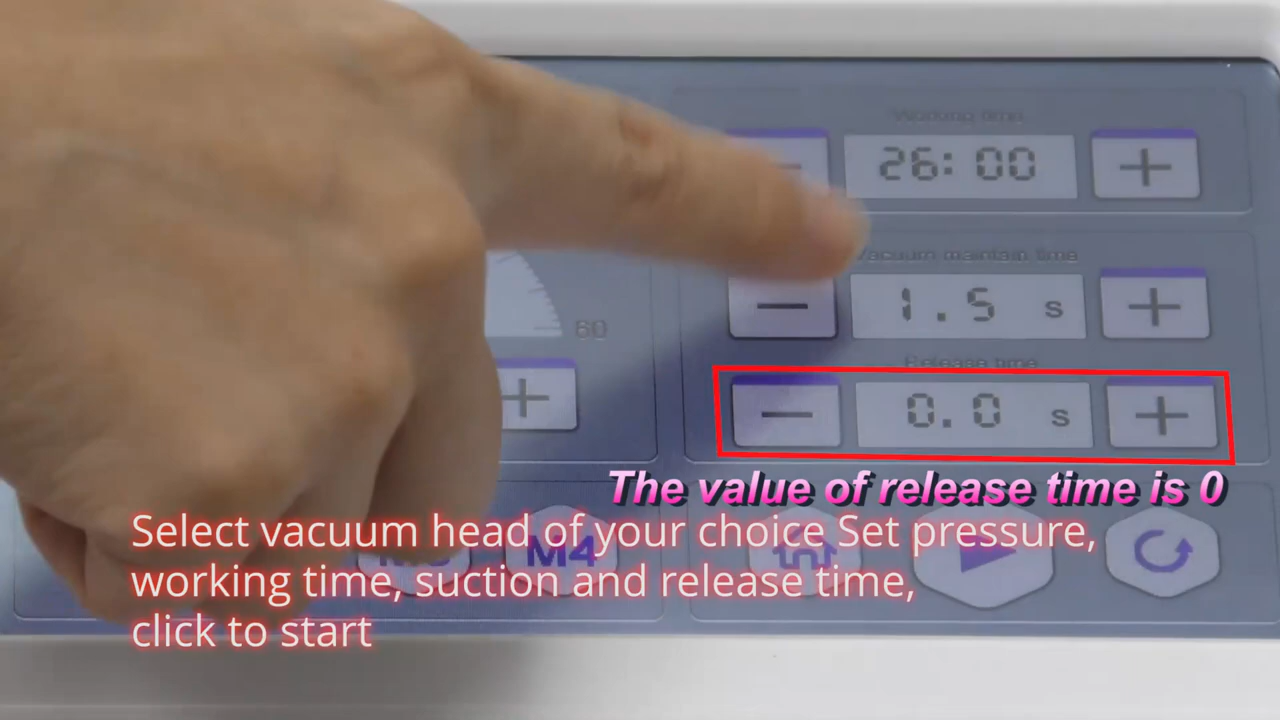 Working time
26:00
Vacuum maintain time
1.5 s
60
Release time
0.0 s
The value of release time is 0
M4
Select vacuum head of your choice Set pressure,
working time, suction and release time,
click to start